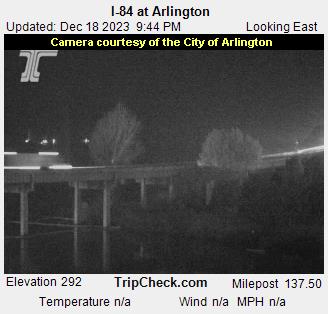 I-84 at Arlington
Updated: Dec 18 2023 9:44 PM Looking East
Camera courtesy of the City of Arlington
Elevation 292 TripCheck.com Milepost 137.50
Temperature n/a Wind n/a MPH n/a